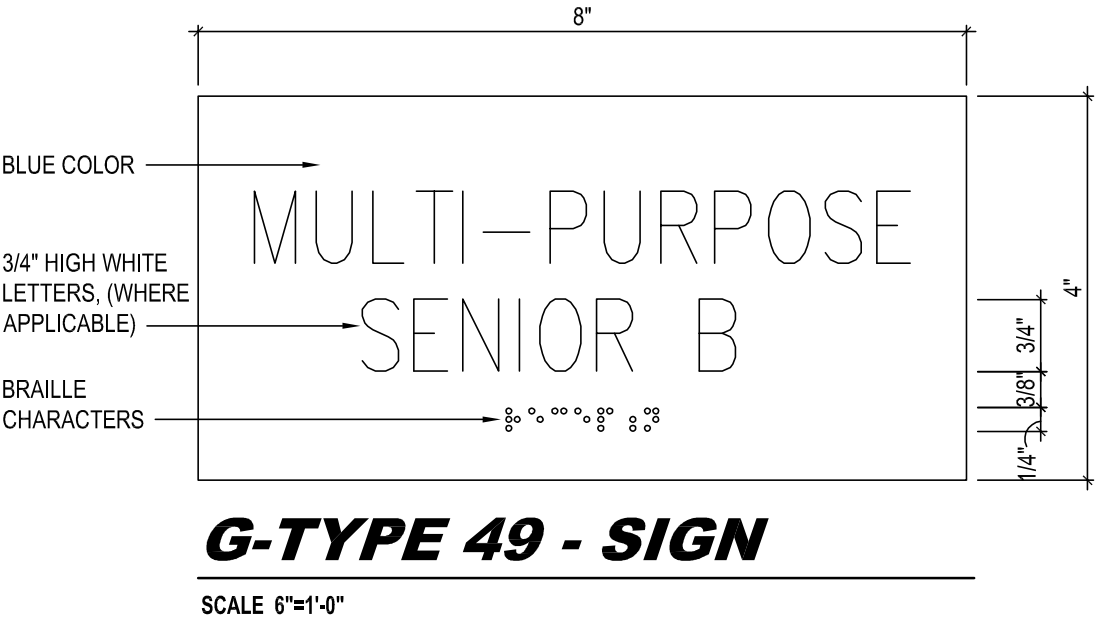 8"
BLUE COLOR
MULTI-PURPOSE
3/4" HIGH WHITE
LETTERS, (WHERE
APPLICABLE)
SENIOR B
4"
3/4"
3/8"
1/4"
BRAILLE
CHARACTERS
G-TYPE 49 - SIGN
SCALE 6"=1'-0"